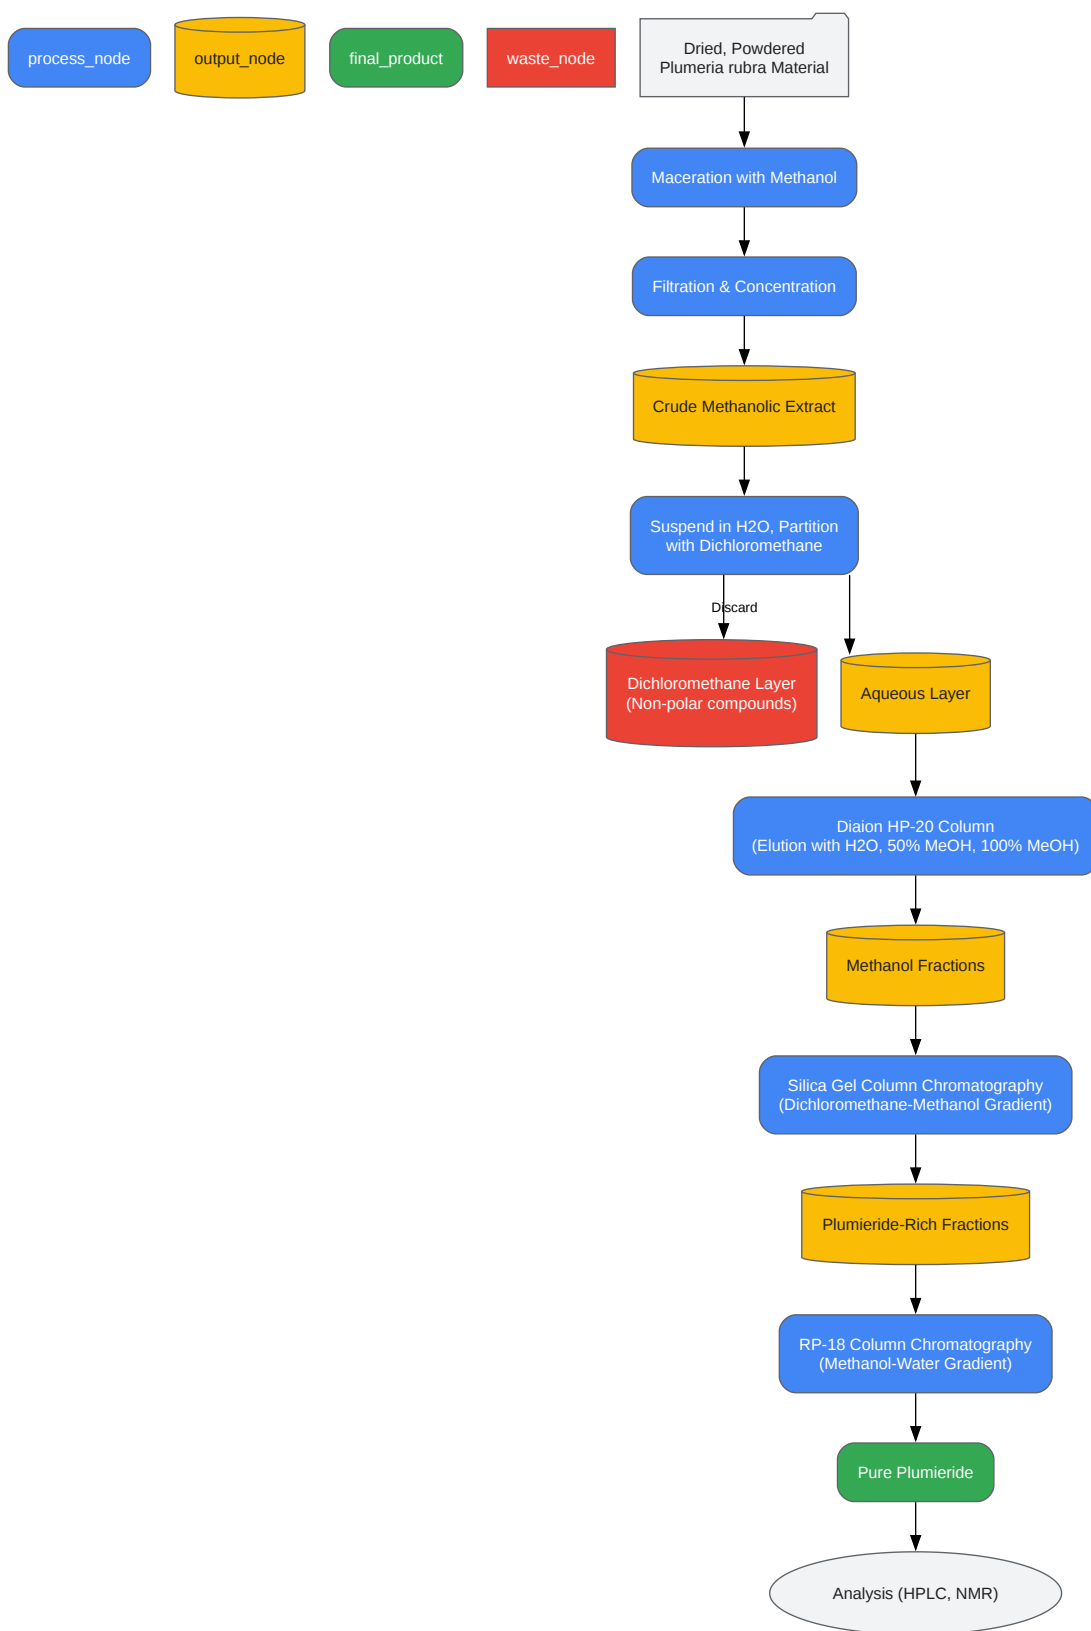 process_node
output_node
final_product
waste_node
Dried, Powdered
Plumeria rubra Material
Maceration with Methanol
Filtration & Concentration
Crude Methanolic Extract
Suspend in H2O, Partition
with Dichloromethane
Discard
Dichloromethane Layer
(Non-polar compounds)
Aqueous Layer
Diaion HP-20 Column
(Elution with H2O, 50% MeOH, 100% MeOH)
Methanol Fractions
Silica Gel Column Chromatography
(Dichloromethane-Methanol Gradient)
Plumieride-Rich Fractions
RP-18 Column Chromatography
(Methanol-Water Gradient)
Pure Plumieride
Analysis (HPLC, NMR)